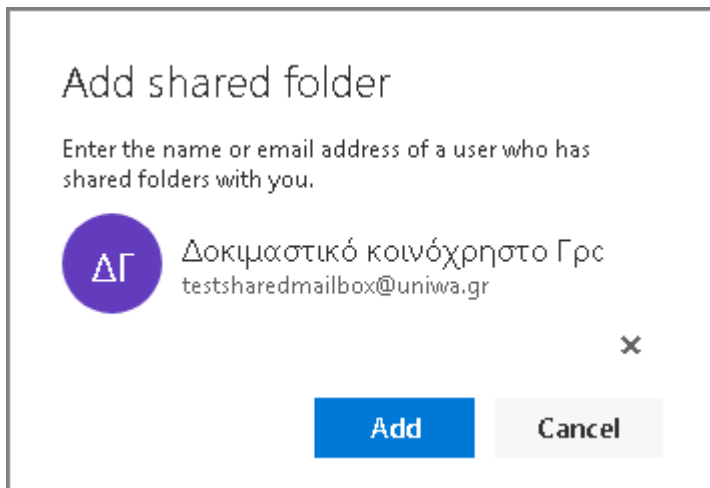 Add shared folder
Enter the name or email address of a user who has
shared folders with you.
ΔΓ
Δοκιμαστικό κοινόχρηστο Γρα
testsharedmailbox@uniwa.gr
Add
Cancel